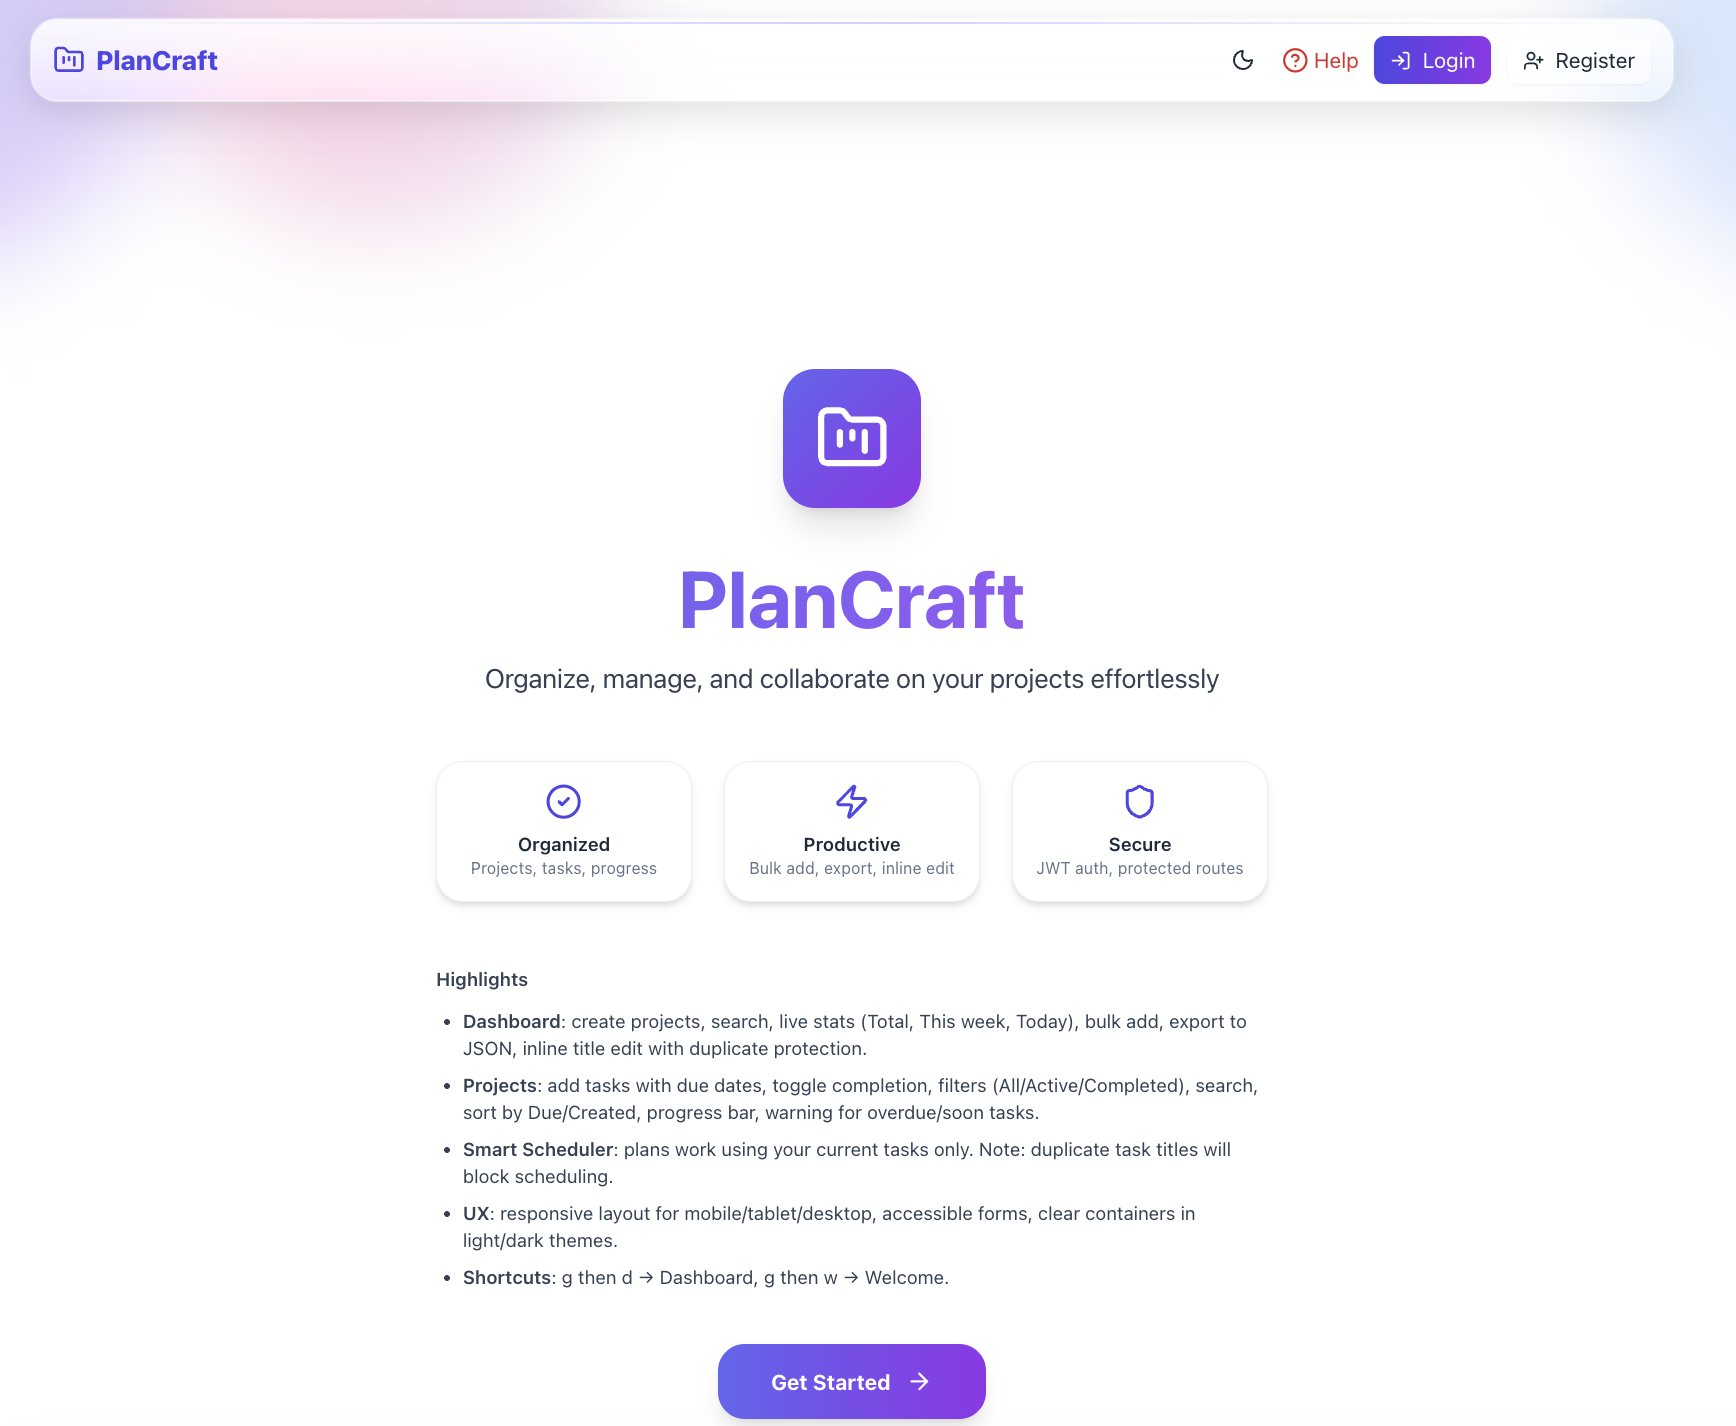 PlanCraft
Help
Login
Register
PlanCraft
Organize, manage, and collaborate on your projects effortlessly
Organized
Projects, tasks, progress
Productive
Bulk add, export, inline edit
Secure
JWT auth, protected routes
Highlights
• Dashboard: create projects, search, live stats (Total, This week, Today), bulk add, export to
JSON, inline title edit with duplicate protection.
• Projects: add tasks with due dates, toggle completion, filters (All/Active/Completed), search,
sort by Due/Created, progress bar, warning for overdue/soon tasks.
• Smart Scheduler: plans work using your current tasks only. Note: duplicate task titles will
block scheduling.
• UX: responsive layout for mobile/tablet/desktop, accessible forms, clear containers in
light/dark themes.
• Shortcuts: g then d → Dashboard, g then w → Welcome.
Get Started →